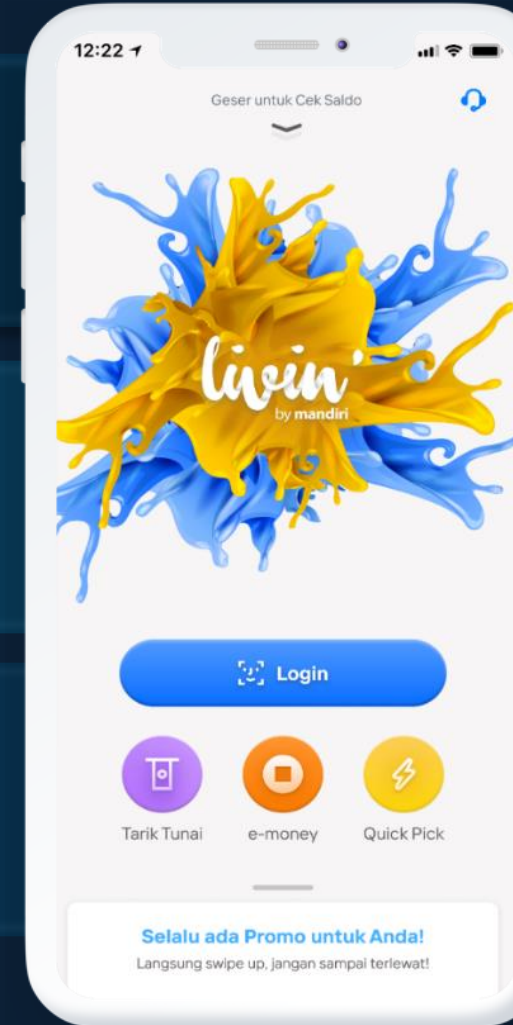 12:22
Geser untuk Cek Saldo
livin'
by mandiri
Login
Tarik Tunai
e-money
Quick Pick
Selalu ada Promo untuk Anda!
Langsung swipe up, jangan sampai terlewat!